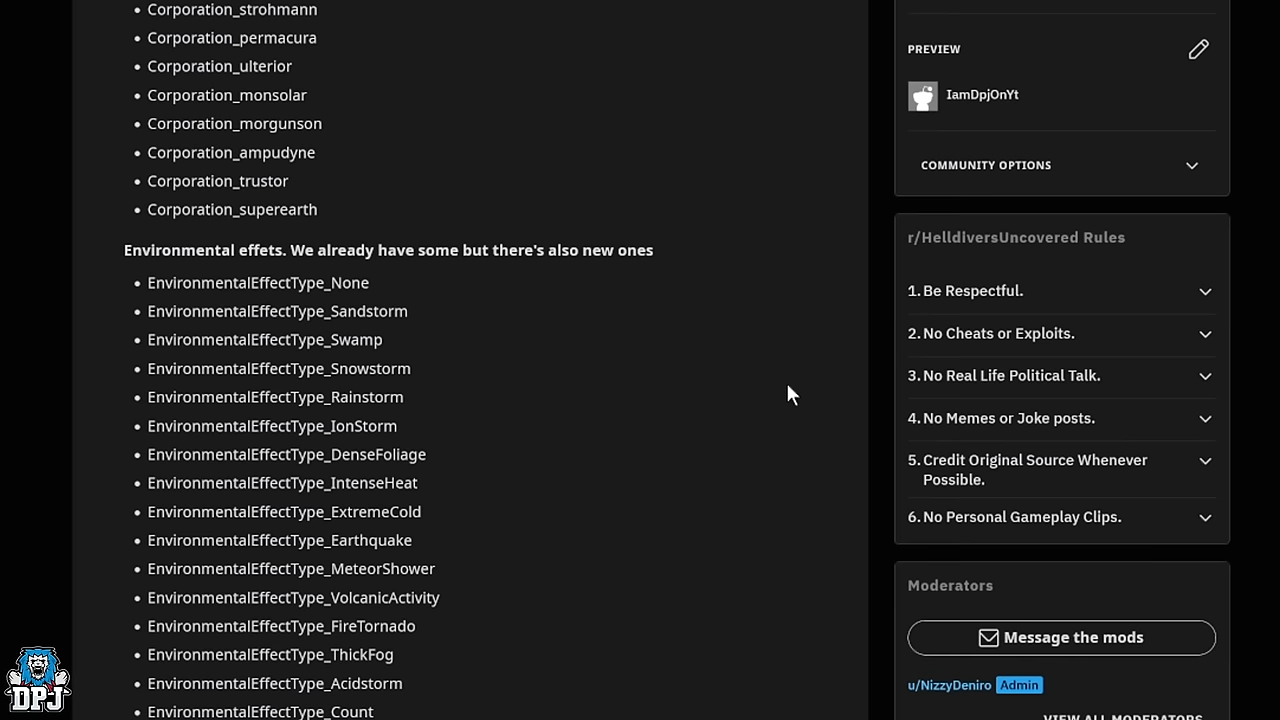 Corporation_strohmann
Corporation_permacura
Corporation_ulterior
Corporation_monsolar
Corporation_morgunson
Corporation_ampudyne
Corporation_trustor
Corporation_superearth
Environmental effets. We already have some but there's also new ones
EnvironmentalEffectType_None
EnvironmentalEffectType_Sandstorm
EnvironmentalEffectType_Swamp
EnvironmentalEffectType_Snowstorm
EnvironmentalEffectType_Rainstorm
EnvironmentalEffectType_IonStorm
EnvironmentalEffectType_DenseFoliage
EnvironmentalEffectType_IntenseHeat
EnvironmentalEffectType_ExtremeCold
EnvironmentalEffectType_Earthquake
EnvironmentalEffectType_MeteorShower
EnvironmentalEffectType_VolcanicActivity
EnvironmentalEffectType_FireTornado
EnvironmentalEffectType_ThickFog
EnvironmentalEffectType_Acidstorm
EnvironmentalEffectType_Count
PREVIEW
IamDpjOnYt
COMMUNITY OPTIONS
r/HelldiversUncovered Rules
1. Be Respectful.
2. No Cheats or Exploits.
3. No Real Life Political Talk.
4. No Memes or Joke posts.
5. Credit Original Source Whenever
Possible.
6. No Personal Gameplay Clips.
Moderators
Message the mods
u/NizzyDeniro Admin
VIEW ALL MODERATORS
DPJ